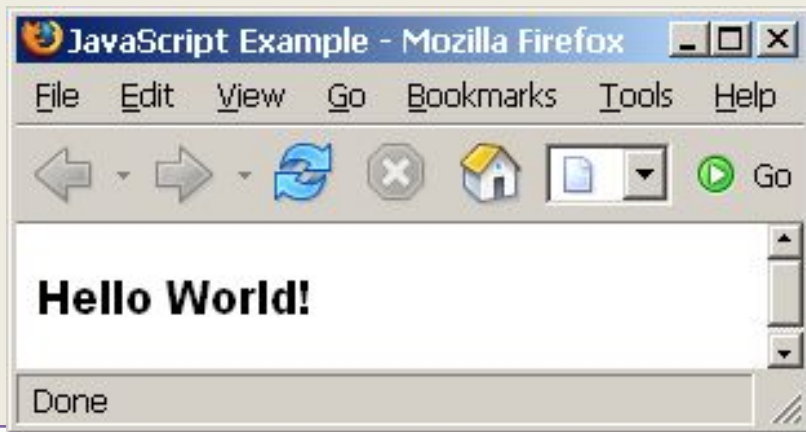 JavaScript Example - Mozilla Firefox
File Edit View Go Bookmarks Tools Help
Go
Hello World!
Done